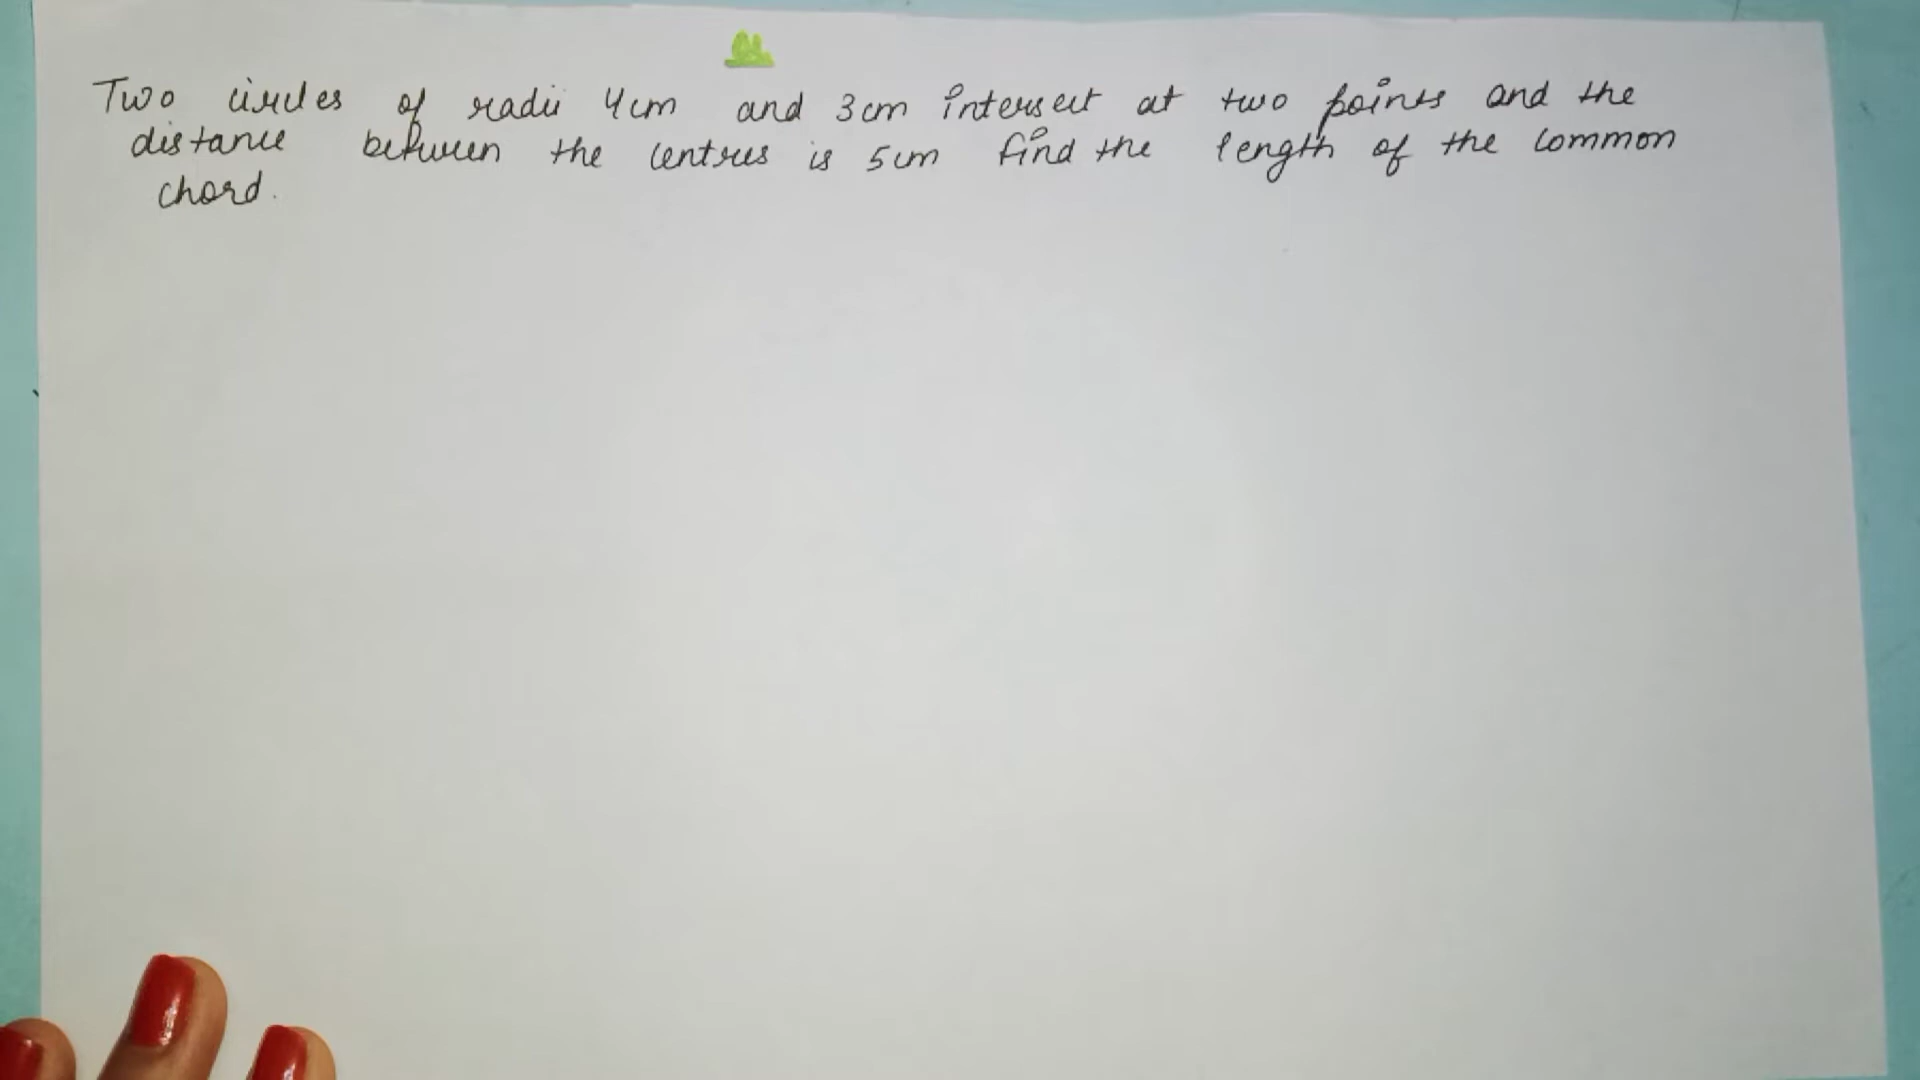 Two circles of radii 4cm and 3cm intersect at two points and the
distance between the centres is 5cm find the length of the common
chord.